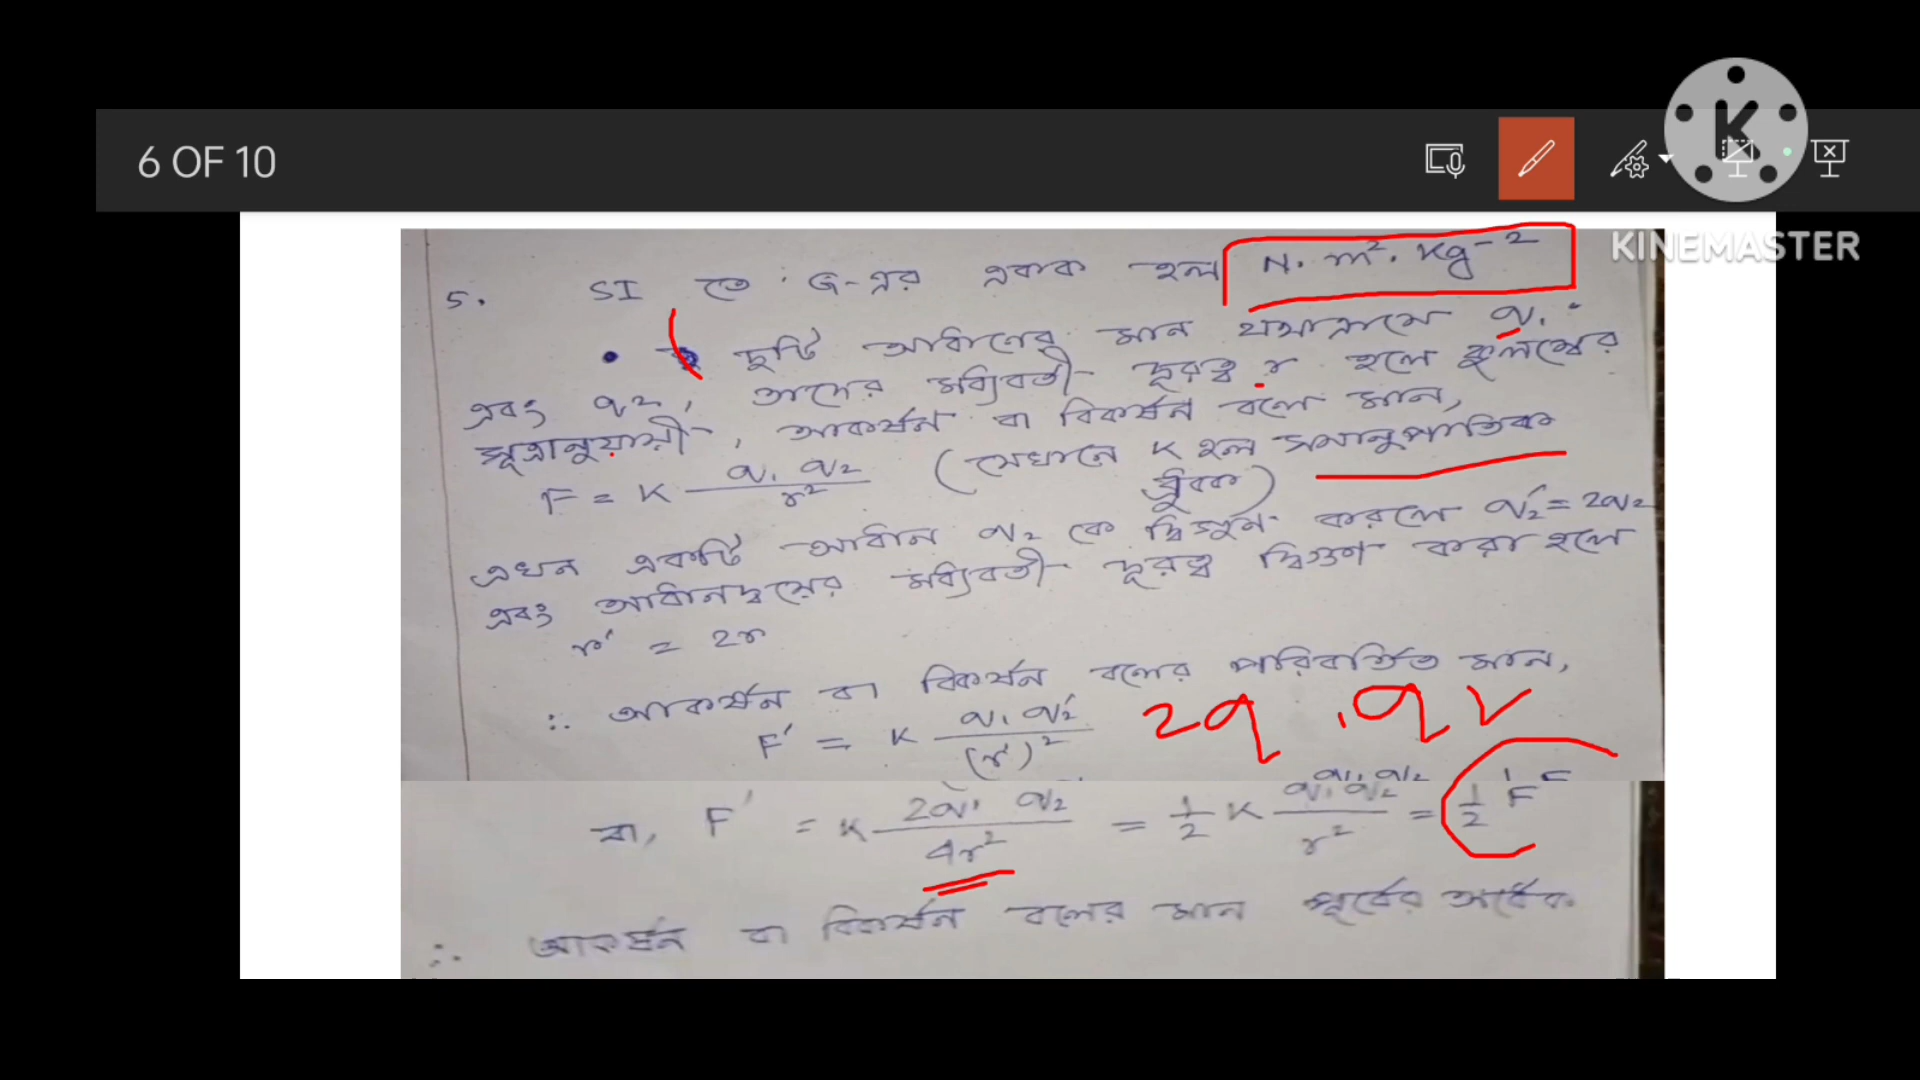 6 OF 10
KINEMASTER
5. SI তে G-এর একক হল N. m². kg⁻²
• দুটি আধানের মান যথাক্রমে q₁
এবং q₂, তাদের মধ্যবর্তী দূরত্ব r হলে কুলম্বের
সূত্রানুযায়ী, আকর্ষন বা বিকর্ষন বলে মান,
F = K q₁ q₂ / r² (যেখানে K হল সমানুপাতিক
ধ্রুবক)
এখন একটি আধান q₂ কে দ্বিগুন করলে q₂′ = 2q₂
এবং আধানদ্বয়ের মধ্যবর্তী দূরত্ব দ্বিগুণ করা হলে
r′ = 2r
∴ আকর্ষন বা বিকর্ষন বলের পরিবর্তিত মান,
F′ = K q₁ q₂′ / (r′)²
বা, F′ = K 2q₁ q₂ / 4r² = 1/2 K q₁ q₂ / r² = 1/2 F
∴ আকর্ষন বা বিকর্ষন বলের মান পূর্বের অর্ধেক